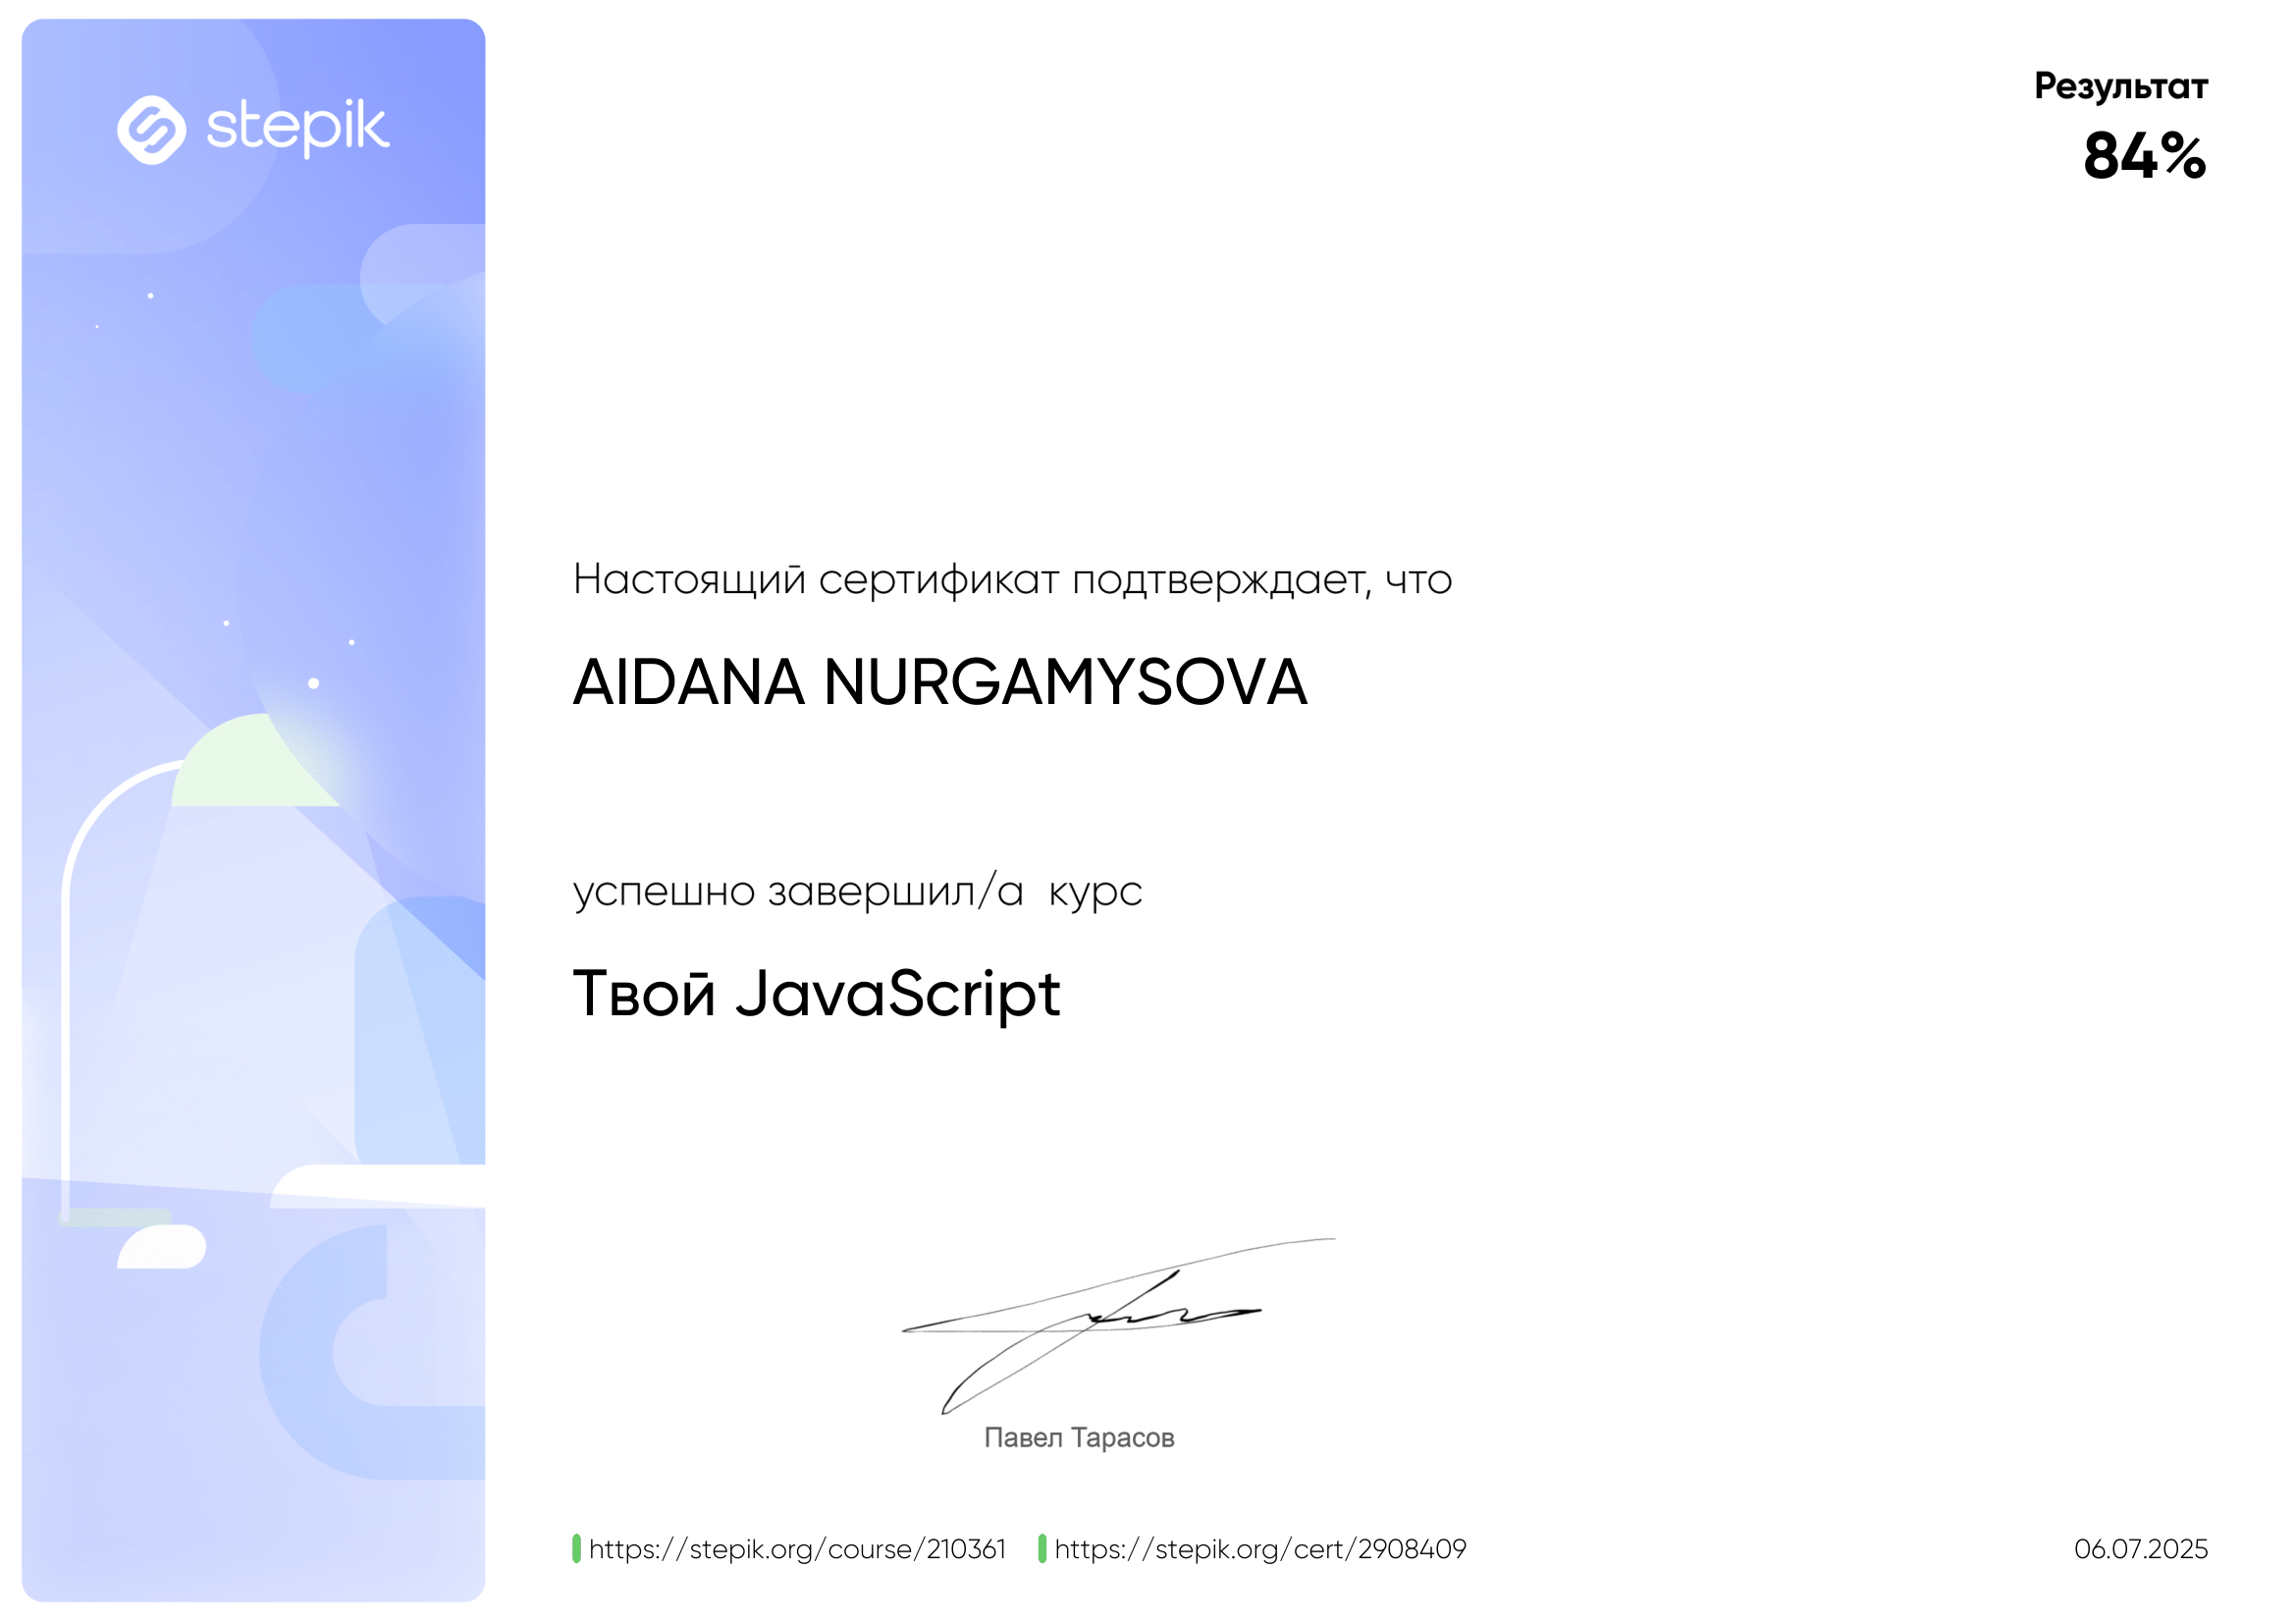 stepik
Результат
84%
Настоящий сертификат подтверждает, что
AIDANA NURGAMYSOVA
успешно завершил/а курс
Твой JavaScript
Павел Тарасов
https://stepik.org/course/210361 https://stepik.org/cert/2908409
06.07.2025